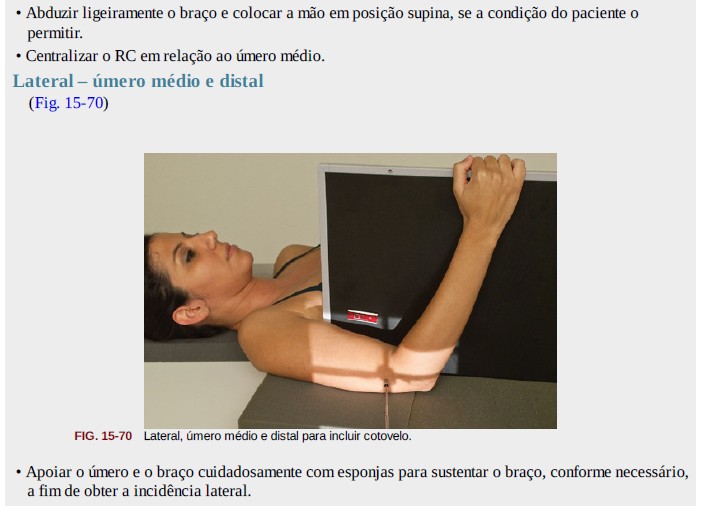 • Abduzir ligeiramente o braço e colocar a mão em posição supina, se a condição do paciente o
permitir.
• Centralizar o RC em relação ao úmero médio.
Lateral – úmero médio e distal
(Fig. 15-70)
FIG. 15-70 Lateral, úmero médio e distal para incluir cotovelo.
• Apoiar o úmero e o braço cuidadosamente com esponjas para sustentar o braço, conforme necessário,
a fim de obter a incidência lateral.